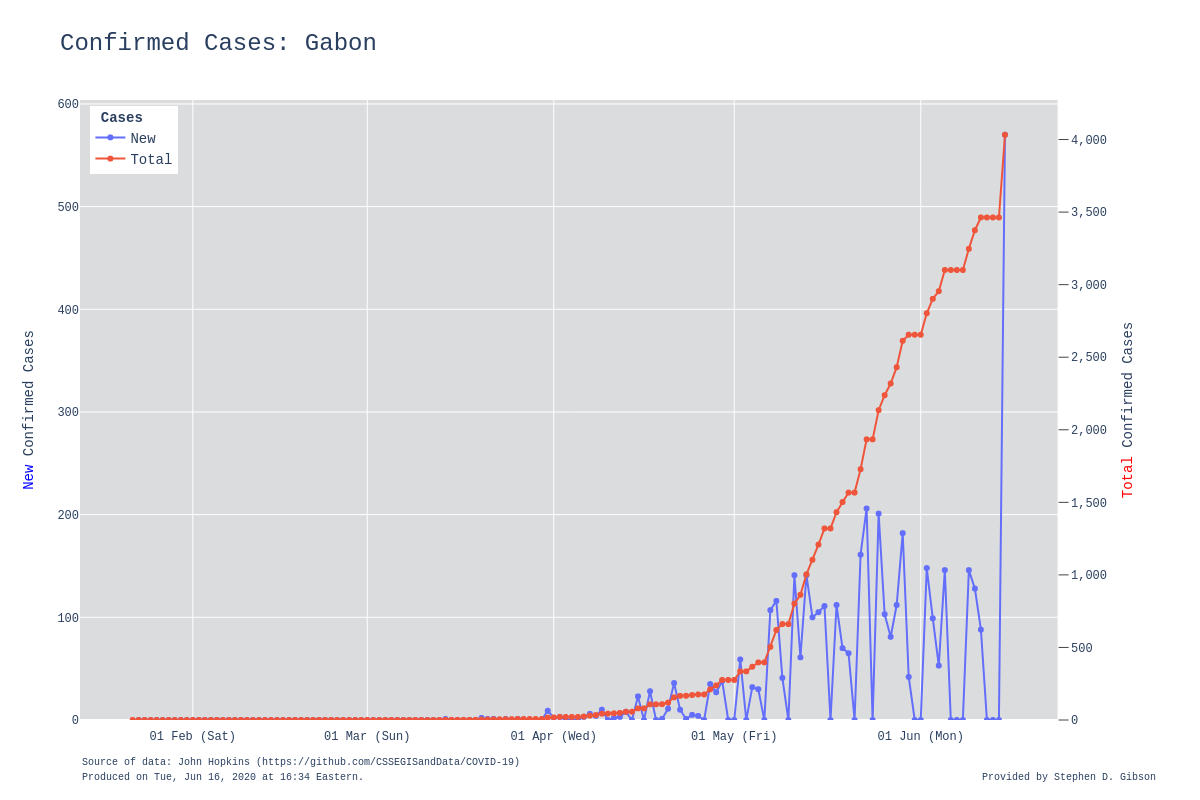 Confirmed Cases: Gabon
Cases
New
Total
600
500
400
300
200
100
0
4,000
3,500
3,000
2,500
2,000
1,500
1,000
500
0
New Confirmed Cases
Total Confirmed Cases
01 Feb (Sat)
01 Mar (Sun)
01 Apr (Wed)
01 May (Fri)
01 Jun (Mon)
Source of data: John Hopkins (https://github.com/CSSEGISandData/COVID-19)
Produced on Tue, Jun 16, 2020 at 16:34 Eastern.
Provided by Stephen D. Gibson